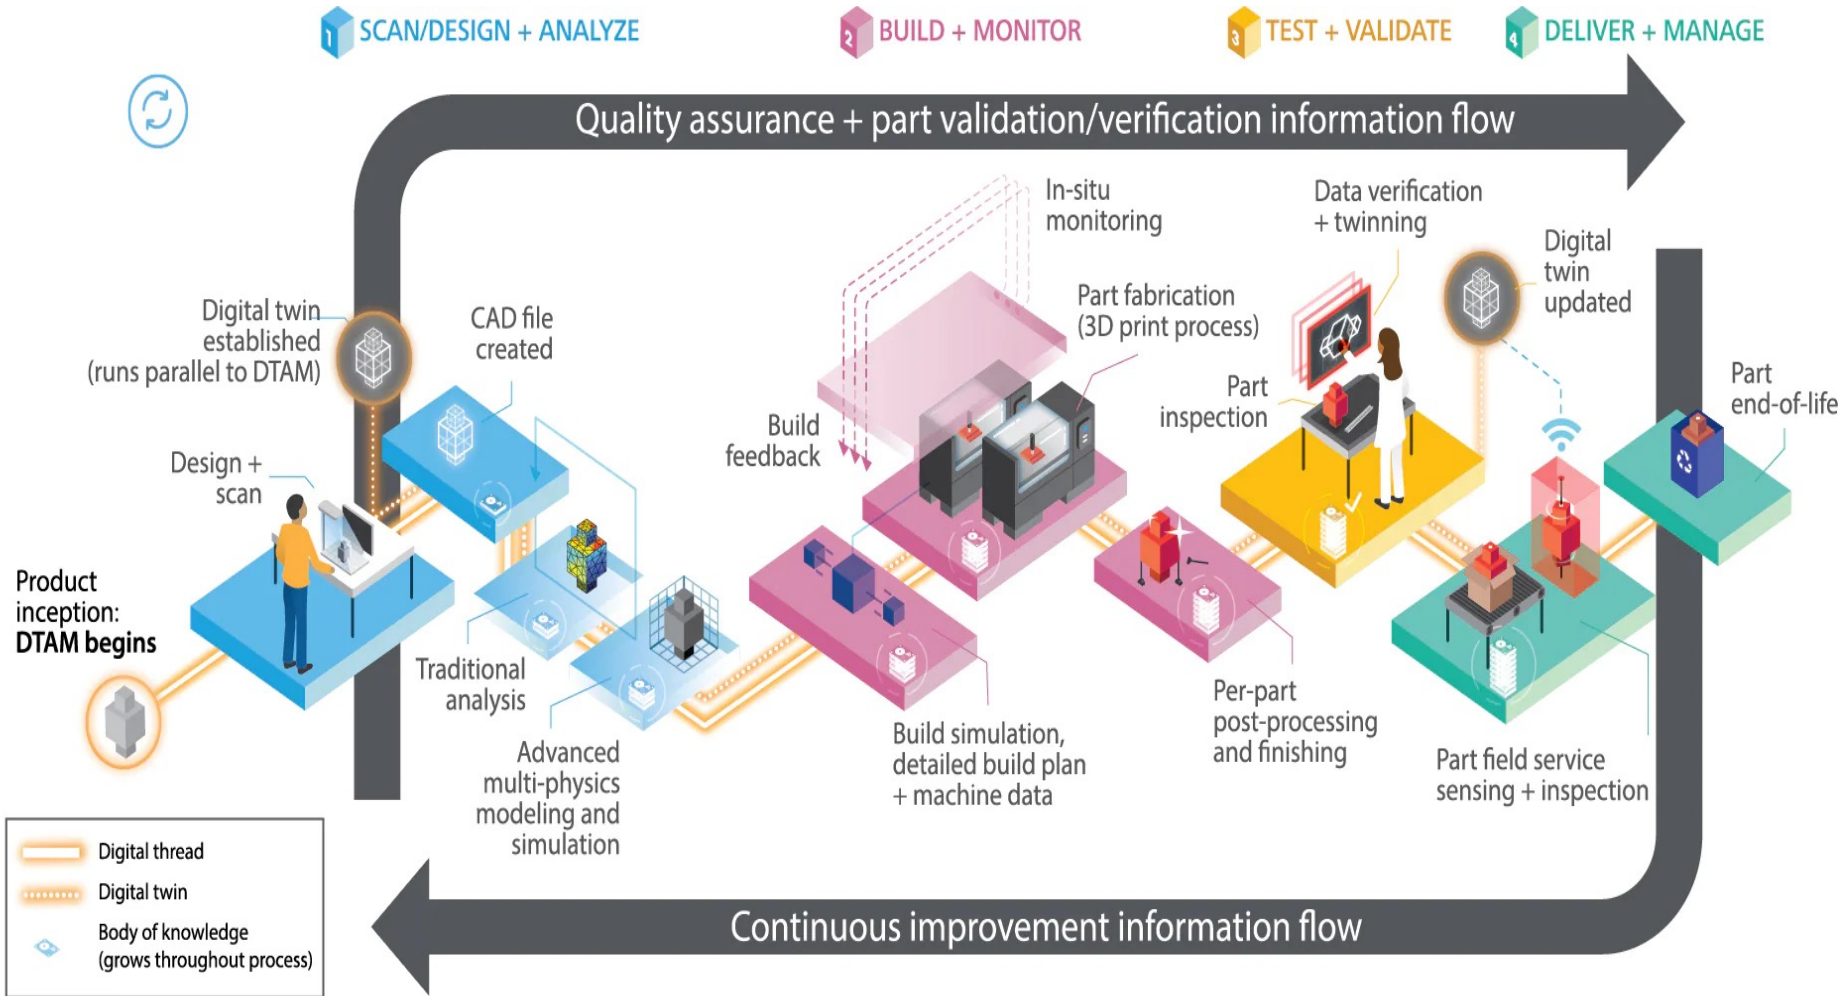 1 SCAN/DESIGN + ANALYZE
2 BUILD + MONITOR
3 TEST + VALIDATE
4 DELIVER + MANAGE
Quality assurance + part validation/verification information flow
In-situ
monitoring
Data verification
+ twinning
Digital
twin
updated
Digital twin
established
(runs parallel to DTAM)
CAD file
created
Part fabrication
(3D print process)
Part
inspection
Part
end-of-life
Build
feedback
Design +
scan
Product
inception:
DTAM begins
Traditional
analysis
Advanced
multi-physics
modeling and
simulation
Build simulation,
detailed build plan
+ machine data
Per-part
post-processing
and finishing
Part field service
sensing + inspection
Digital thread
Digital twin
Body of knowledge
(grows throughout process)
Continuous improvement information flow